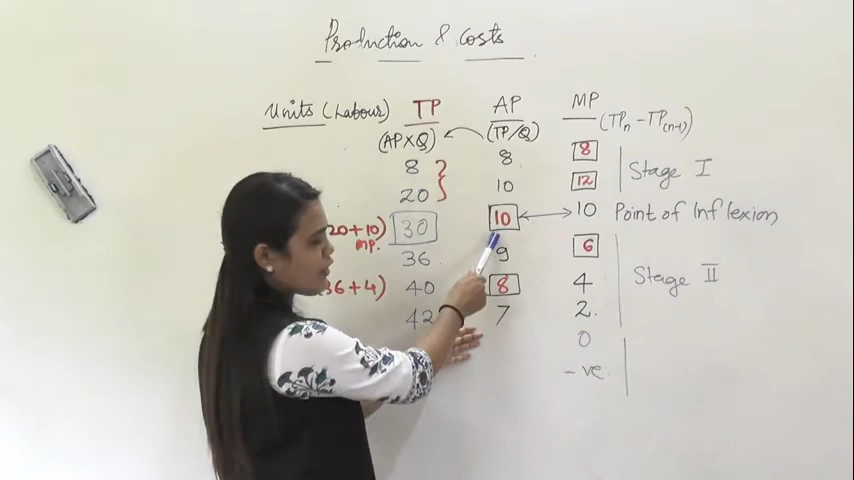 Production & Costs
Units (Labour) TP AP MP
(AP×Q) (TP/Q) (TPn - TP(n-1))
8 8 8
20 10 12 Stage I
20+10) 30 10 10 Point of Inflexion
mp.
36 9 6
36+4) 40 8 4 Stage II
42 7 2
0
- ve